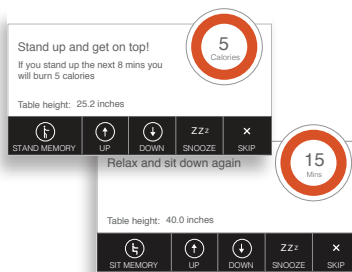 Stand up and get on top!
If you stand up the next 8 mins you
will burn 5 calories
5
Calories
Table height: 25.2 inches
STAND MEMORY
UP
DOWN
ZZz
SNOOZE
×
SKIP
Relax and sit down again
15
Mins
Table height: 40.0 inches
SIT MEMORY
UP
DOWN
ZZz
SNOOZE
×
SKIP